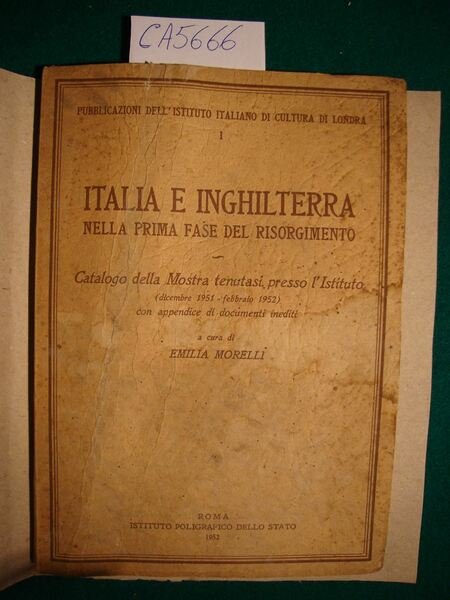 CA5666
PUBBLICAZIONI DELL'ISTITUTO ITALIANO DI CULTURA DI LONDRA
I
ITALIA E INGHILTERRA
NELLA PRIMA FASE DEL RISORGIMENTO
Catalogo della Mostra tenutasi presso l'Istituto
(dicembre 1951 - febbraio 1952)
con appendice di documenti inediti
a cura di
EMILIA MORELLI
ROMA
ISTITUTO POLIGRAFICO DELLO STATO
1952